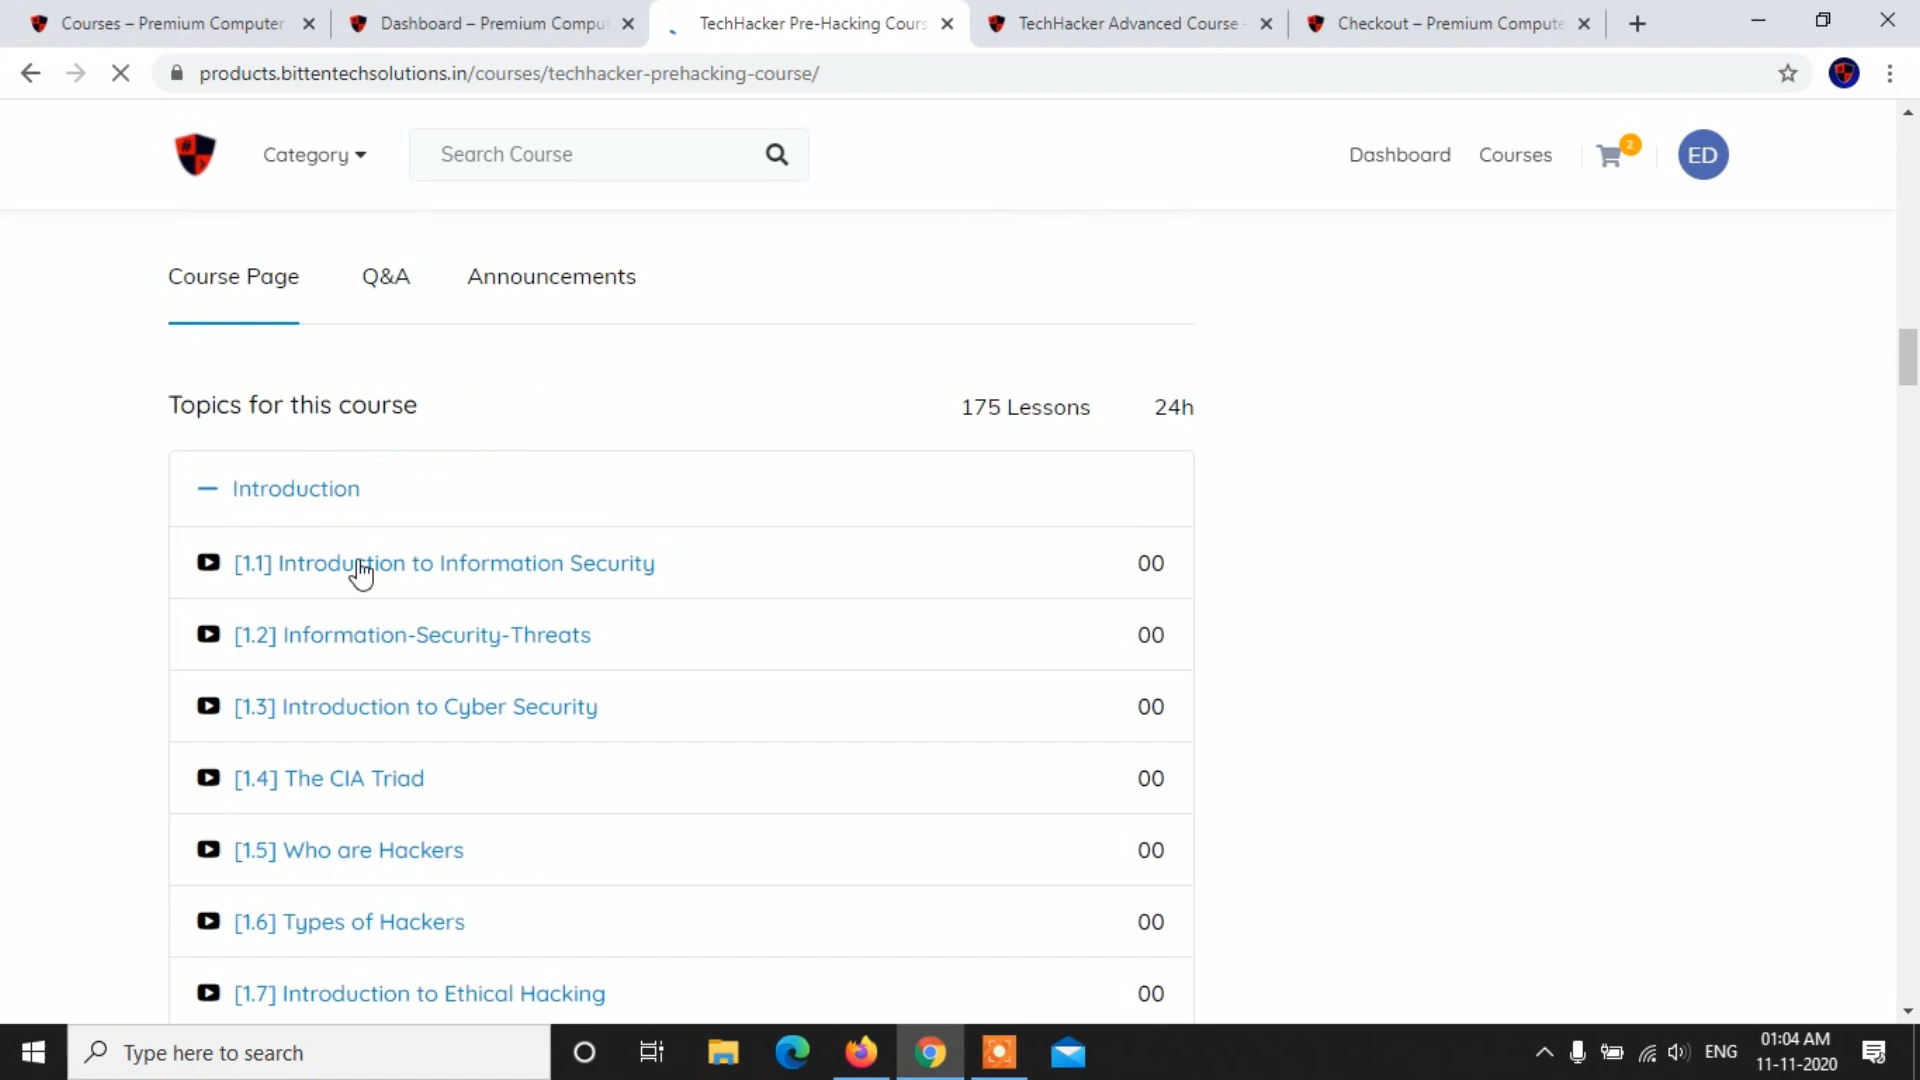 Courses – Premium Computer
Dashboard – Premium Comput
TechHacker Pre-Hacking Cours
TechHacker Advanced Course -
Checkout – Premium Compute
products.bittentechsolutions.in/courses/techhacker-prehacking-course/
Category
Search Course
Dashboard
Courses
2
ED
Course Page
Q&A
Announcements
Topics for this course
175 Lessons
24h
Introduction
[1.1] Introduction to Information Security
00
[1.2] Information-Security-Threats
00
[1.3] Introduction to Cyber Security
00
[1.4] The CIA Triad
00
[1.5] Who are Hackers
00
[1.6] Types of Hackers
00
[1.7] Introduction to Ethical Hacking
00
Type here to search
ENG
01:04 AM
11-11-2020